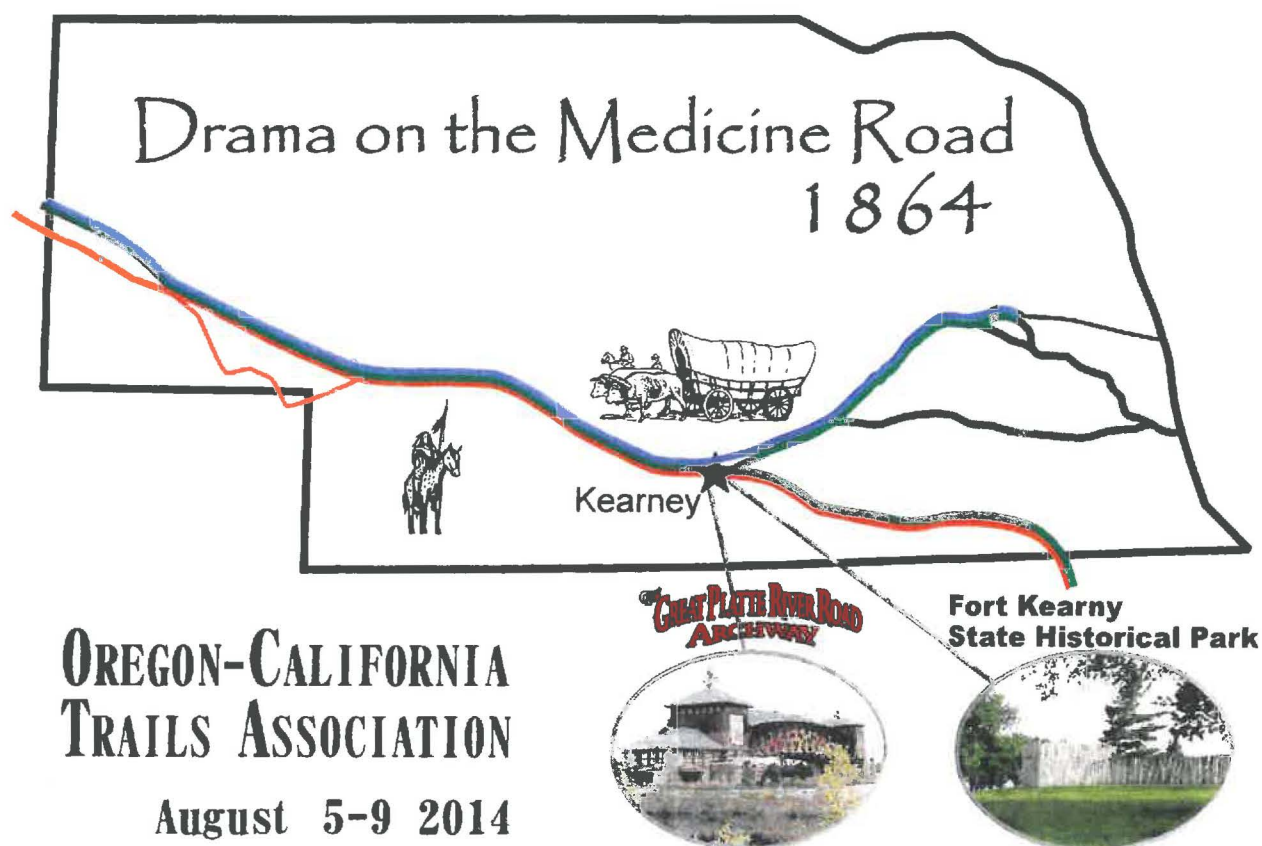 Drama on the Medicine Road
1864
Kearney
GREAT PLATTE RIVER ROAD
ARCHWAY
Fort Kearny
State Historical Park
OREGON-CALIFORNIA
TRAILS ASSOCIATION
August 5-9 2014